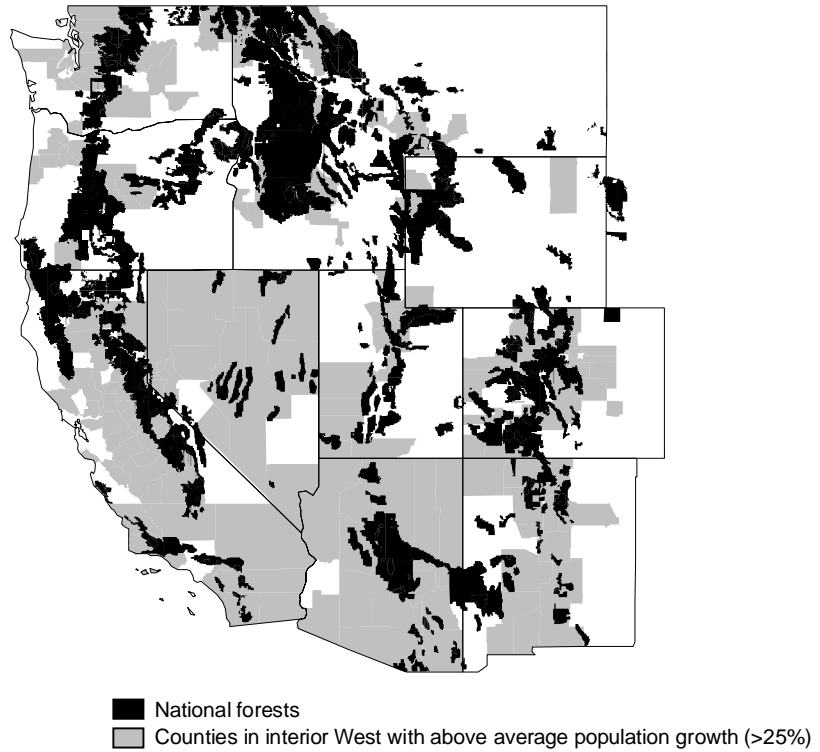 National forests
Counties in interior West with above average population growth (>25%)